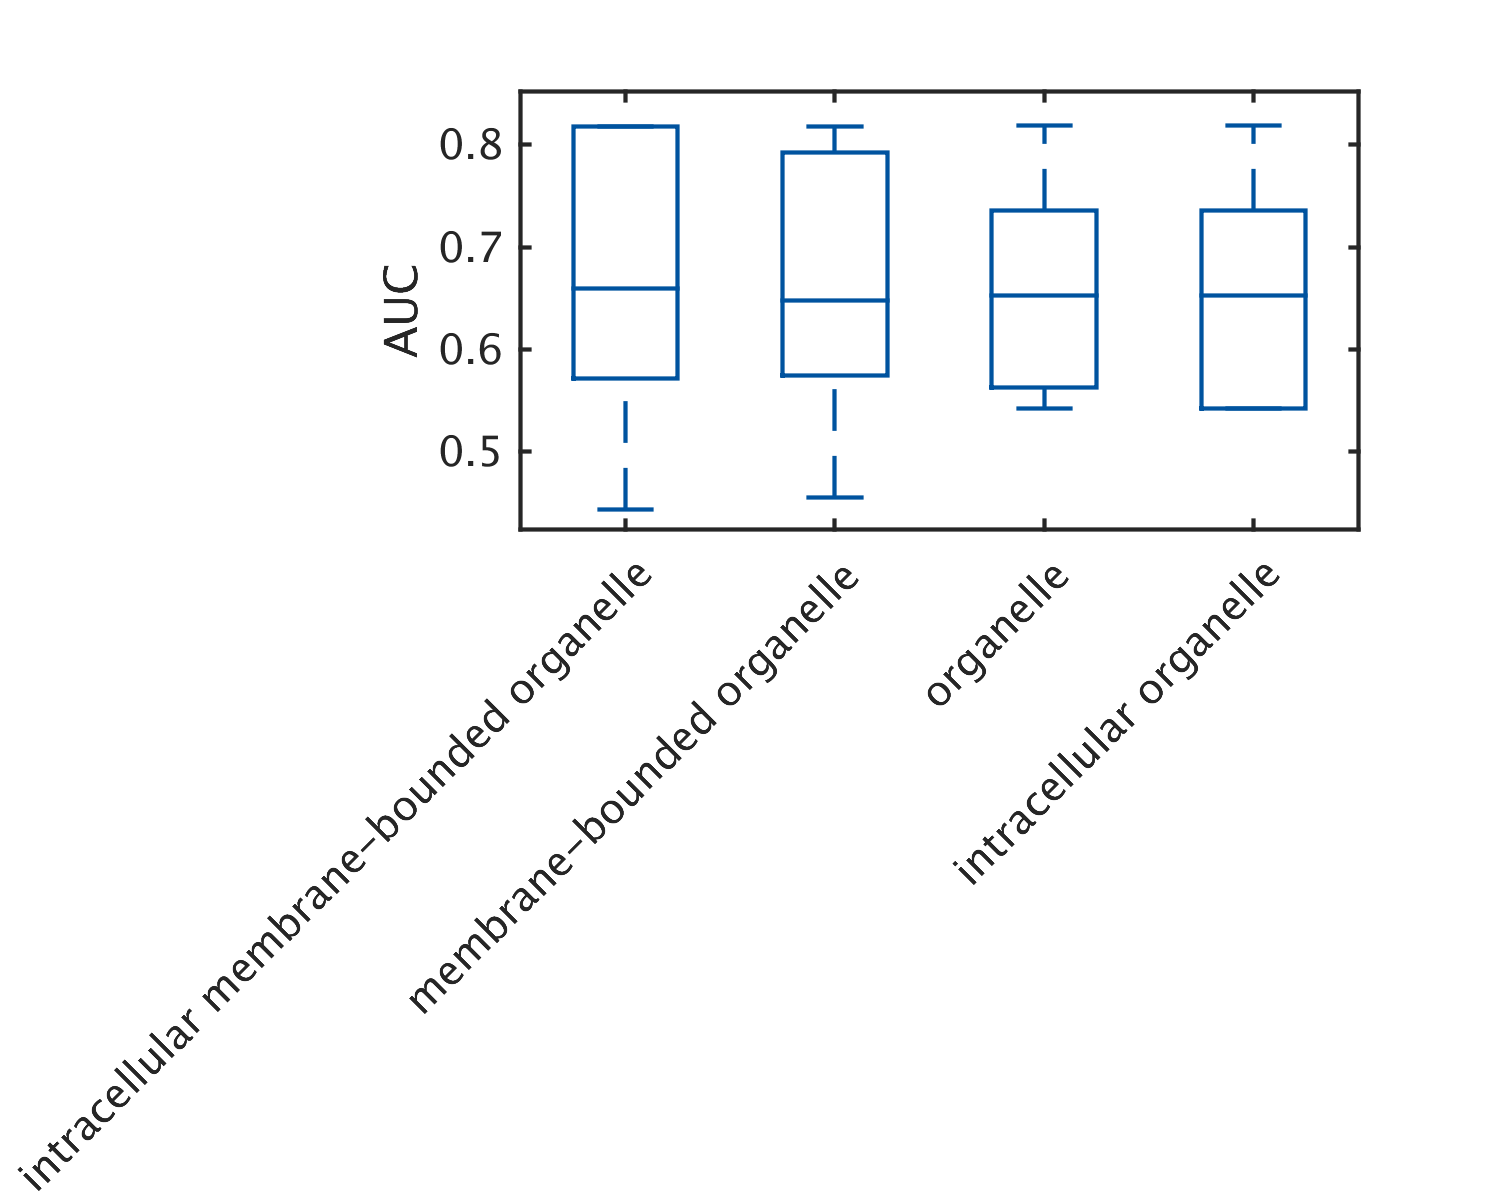 AUC
0.8
0.7
0.6
0.5
intracellular membrane–bounded organelle
membrane–bounded organelle
organelle
intracellular organelle